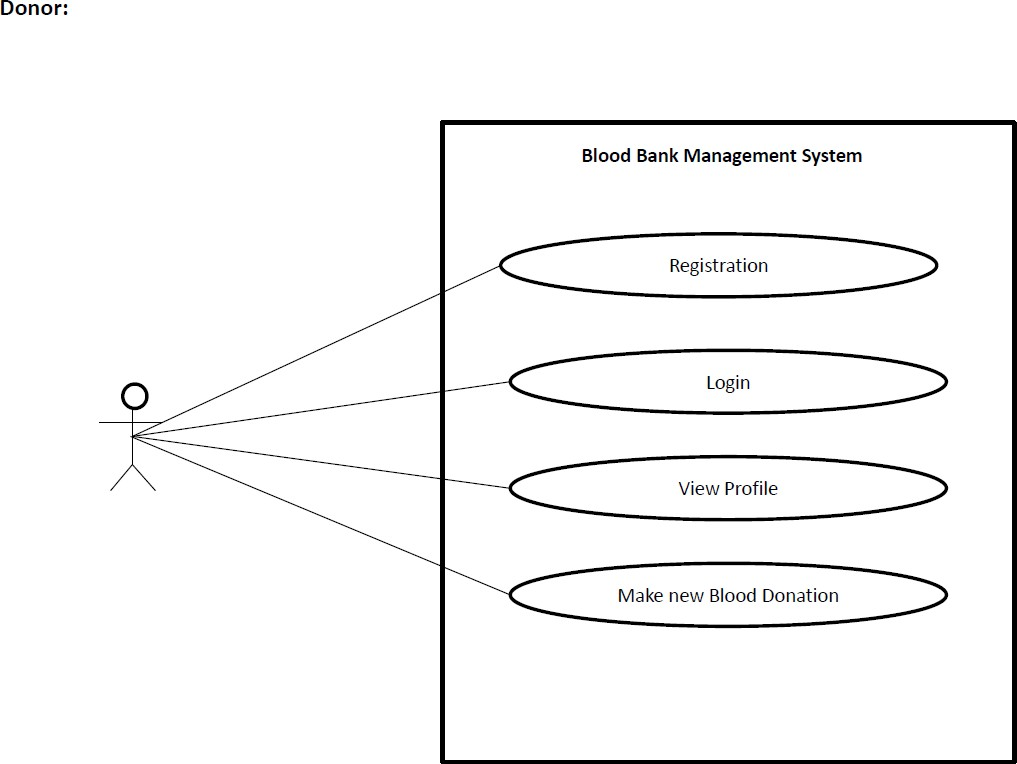 Donor:
Blood Bank Management System
Registration
Login
View Profile
Make new Blood Donation